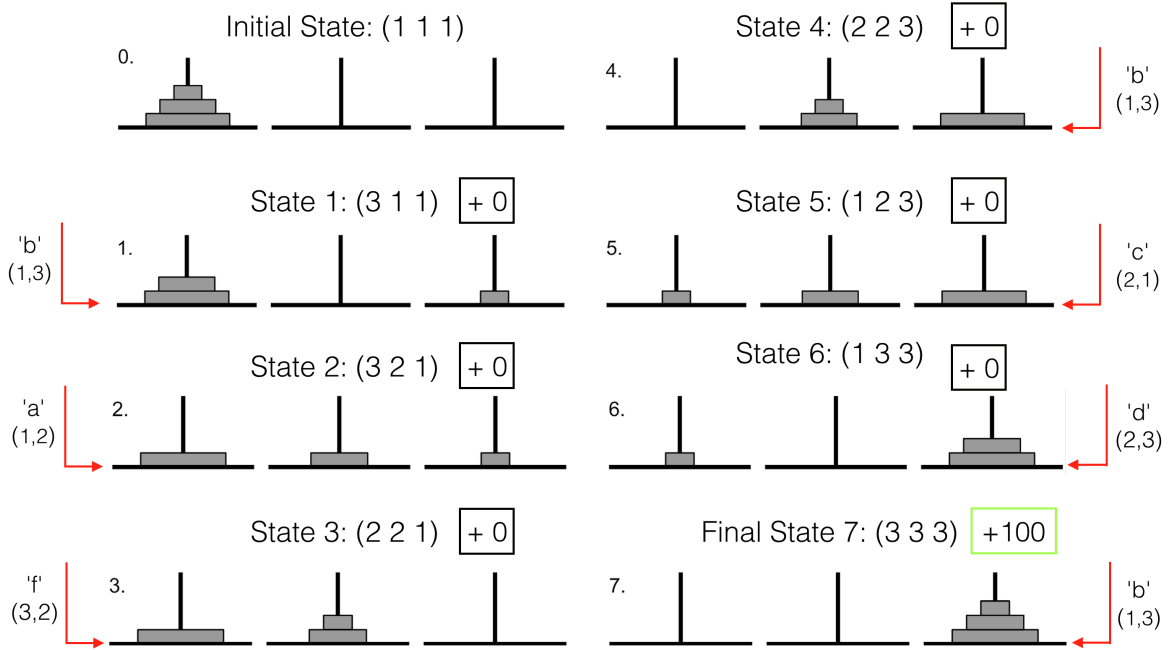 Initial State: (1 1 1)
0.
State 1: (3 1 1) + 0
'b'
(1,3)
1.
State 2: (3 2 1) + 0
'a'
(1,2)
2.
State 3: (2 2 1) + 0
'f'
(3,2)
3.
State 4: (2 2 3) + 0
4.
'b'
(1,3)
State 5: (1 2 3) + 0
5.
'c'
(2,1)
State 6: (1 3 3) + 0
6.
'd'
(2,3)
Final State 7: (3 3 3) +100
7.
'b'
(1,3)